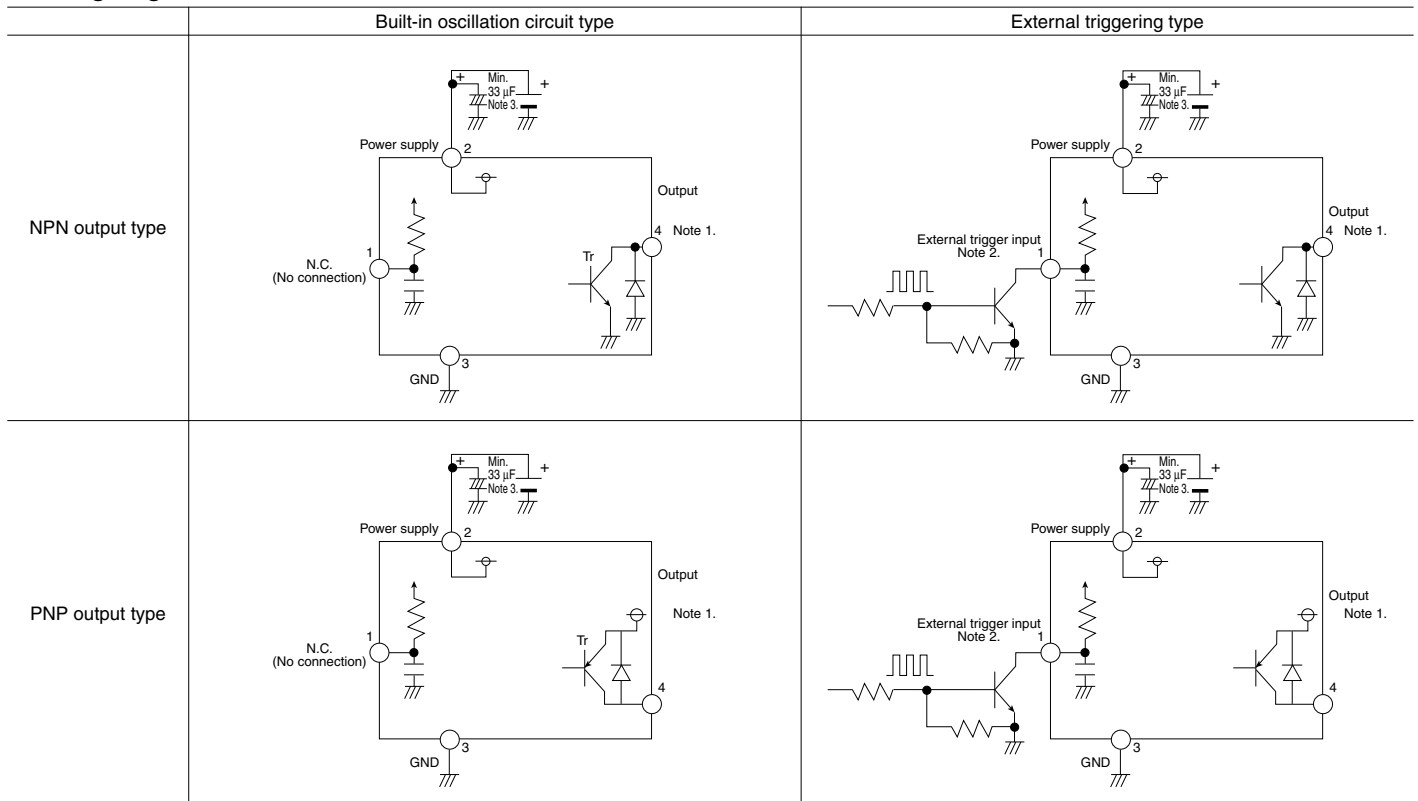 Built-in oscillation circuit type
External triggering type
NPN output type
+ Min. +
33 µF
Note 3.
Power supply 2
Output
4 Note 1.
Tr
1
N.C.
(No connection)
3
GND
+ Min. +
33 µF
Note 3.
Power supply 2
Output
4 Note 1.
External trigger input
Note 2. 1
3
GND
PNP output type
+ Min. +
33 µF
Note 3.
Power supply 2
Output
Note 1.
Tr
1
N.C.
(No connection)
4
3
GND
+ Min. +
33 µF
Note 3.
Power supply 2
Output
Note 1.
External trigger input
Note 2. 1
4
3
GND